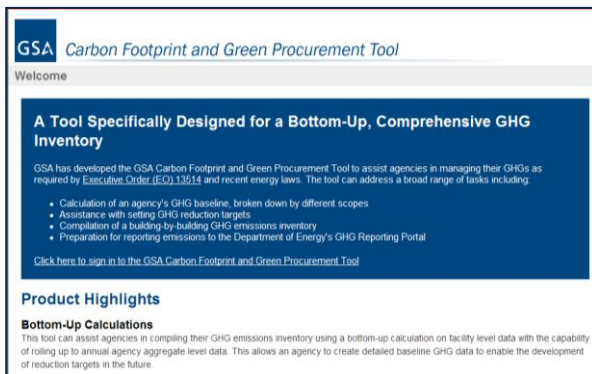 GSA Carbon Footprint and Green Procurement Tool
Welcome
A Tool Specifically Designed for a Bottom-Up, Comprehensive GHG
Inventory
GSA has developed the GSA Carbon Footprint and Green Procurement Tool to assist agencies in managing their GHGs as
required by Executive Order (EO) 13514 and recent energy laws. The tool can address a broad range of tasks including:
• Calculation of an agency's GHG baseline, broken down by different scopes
• Assistance with setting GHG reduction targets
• Compilation of a building-by-building GHG emissions inventory
• Preparation for reporting emissions to the Department of Energy's GHG Reporting Portal
Click here to sign in to the GSA Carbon Footprint and Green Procurement Tool
Product Highlights
Bottom-Up Calculations
This tool can assist agencies in compiling their GHG emissions inventory using a bottom-up calculation on facility level data with the capability
of rolling up to annual agency aggregate level data. This allows an agency to create detailed baseline GHG data to enable the development
of reduction targets in the future.